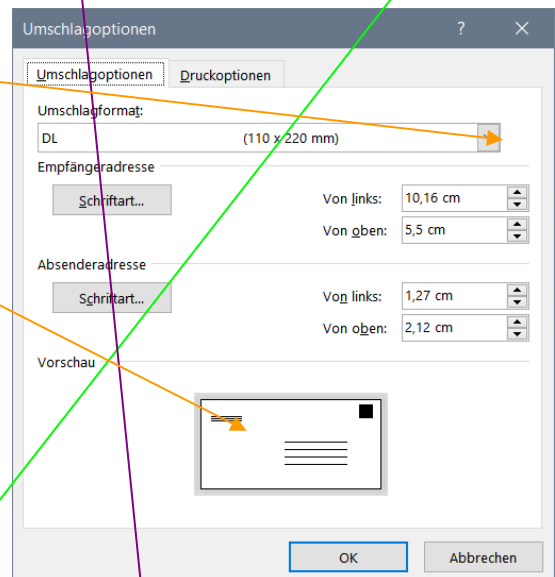 Umschlagoptionen ? ×
Umschlagoptionen Druckoptionen
Umschlagformat:
DL (110 x 220 mm)
Empfängeradresse
Schriftart... Von links: 10,16 cm
Von oben: 5,5 cm
Absenderadresse
Schriftart... Von links: 1,27 cm
Von oben: 2,12 cm
Vorschau
OK Abbrechen